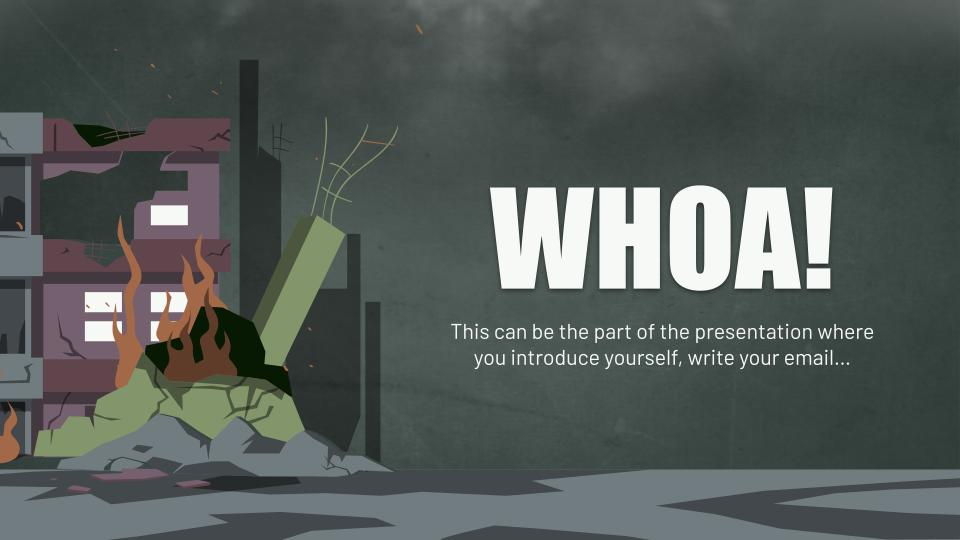 WHOA!
This can be the part of the presentation where
you introduce yourself, write your email…